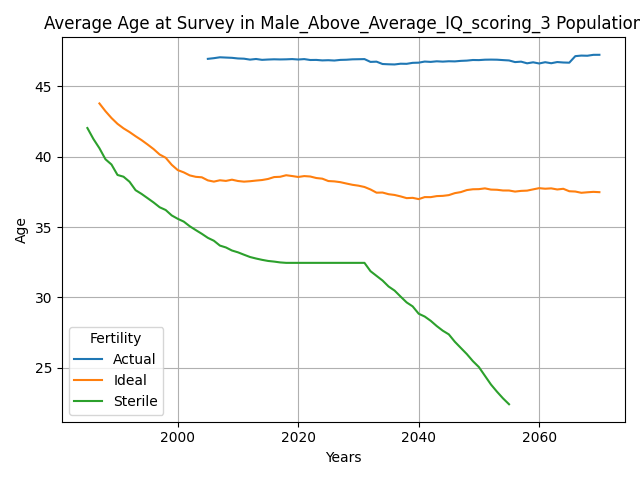 Average Age at Survey in Male_Above_Average_IQ_scoring_3 Population
Age
45
40
35
30
25
Fertility
Actual
Ideal
Sterile
2000 2020 2040 2060
Years